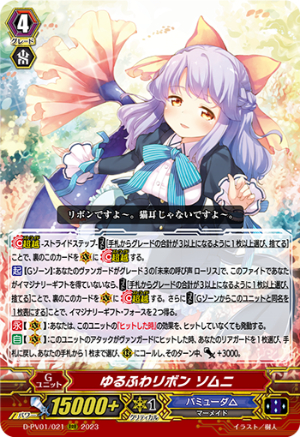 4
グレード
リボンですよ～。猫耳じゃないですよ～。
超越-ストライドステップ-[手札からグレードの合計が3以上になるように1枚以上選び、捨てる]
ことで、裏のこのカードを(V)に超越。
【Gゾーン】:あなたのヴァンガードがグレード3の「未来の呼び声 ローリス」で、このファイトであなた
がイマジナリーギフトを得ていないなら、[手札からグレードの合計が3以上になるように1枚以上選び、
捨てる]ことで、裏のこのカードを(V)に超越。さらに超越したら、[Gゾーンからこのユニットと同名を
1枚表にする]ことで、イマジナリーギフト・フォースを2つ得る。
あなたは、このユニットのヒットした時の効果を、ヒットしていなくても発動する。
このユニットのアタックがヴァンガードにヒットした時、あなたのリアガードを1枚選び、手札に
戻し、あなたの手札から1枚まで選び、(R)にコールし、そのターン中、パワー+3000。
G
ユニット
ゆるふわリボン ソムニ
パワー
15000+
1
クリティカル
バミューダ△
マーメイド
D-PV01/021 RRR 2023
イラスト/樹人